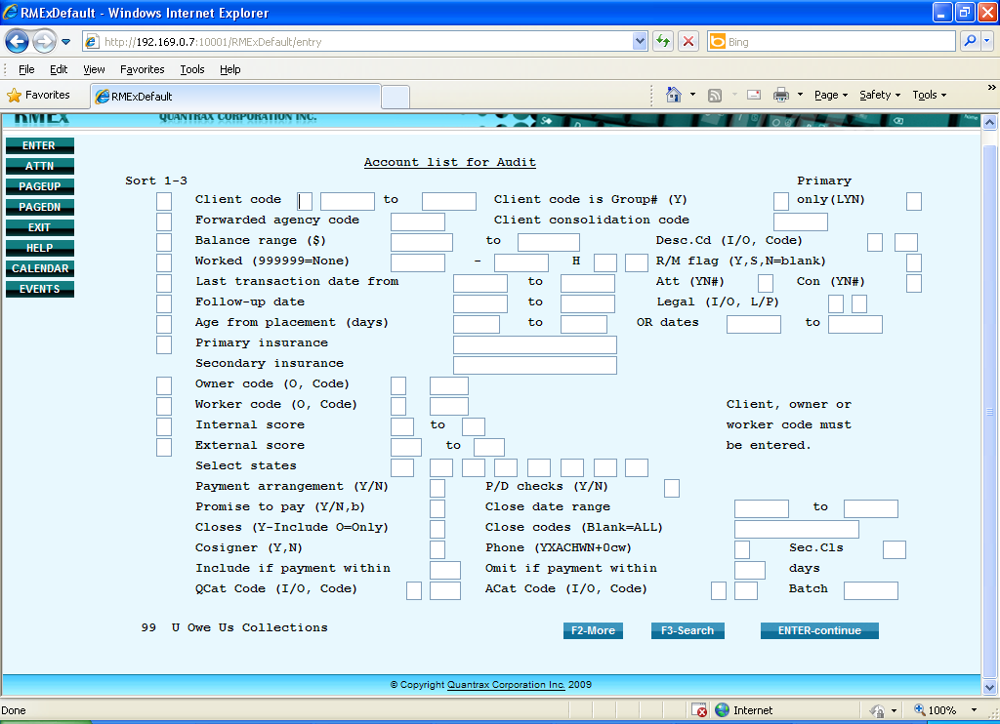 RMExDefault - Windows Internet Explorer
http://192.169.0.7:10001/RMExDefault/entry
Bing
File Edit View Favorites Tools Help
Favorites RMExDefault Page Safety Tools
RMEx QUANTRAX CORPORATION INC.
ENTER
ATTN
PAGEUP
PAGEDN
EXIT
HELP
CALENDAR
EVENTS
Account list for Audit
Sort 1-3 Primary
Client code to Client code is Group# (Y) only(LYN)
Forwarded agency code Client consolidation code
Balance range ($) to Desc.Cd (I/O, Code)
Worked (999999=None) - H R/M flag (Y,S,N=blank)
Last transaction date from to Att (YN#) Con (YN#)
Follow-up date to Legal (I/O, L/P)
Age from placement (days) to OR dates to
Primary insurance
Secondary insurance
Owner code (O, Code)
Worker code (O, Code) Client, owner or
Internal score to worker code must
External score to be entered.
Select states
Payment arrangement (Y/N) P/D checks (Y/N)
Promise to pay (Y/N,b) Close date range to
Closes (Y-Include O=Only) Close codes (Blank=ALL)
Cosigner (Y,N) Phone (YXACHWN+0cw) Sec.Cls
Include if payment within Omit if payment within days
QCat Code (I/O, Code) ACat Code (I/O, Code) Batch
99 U Owe Us Collections F2-More F3-Search ENTER-continue
© Copyright Quantrax Corporation Inc. 2009
Done Internet 100%